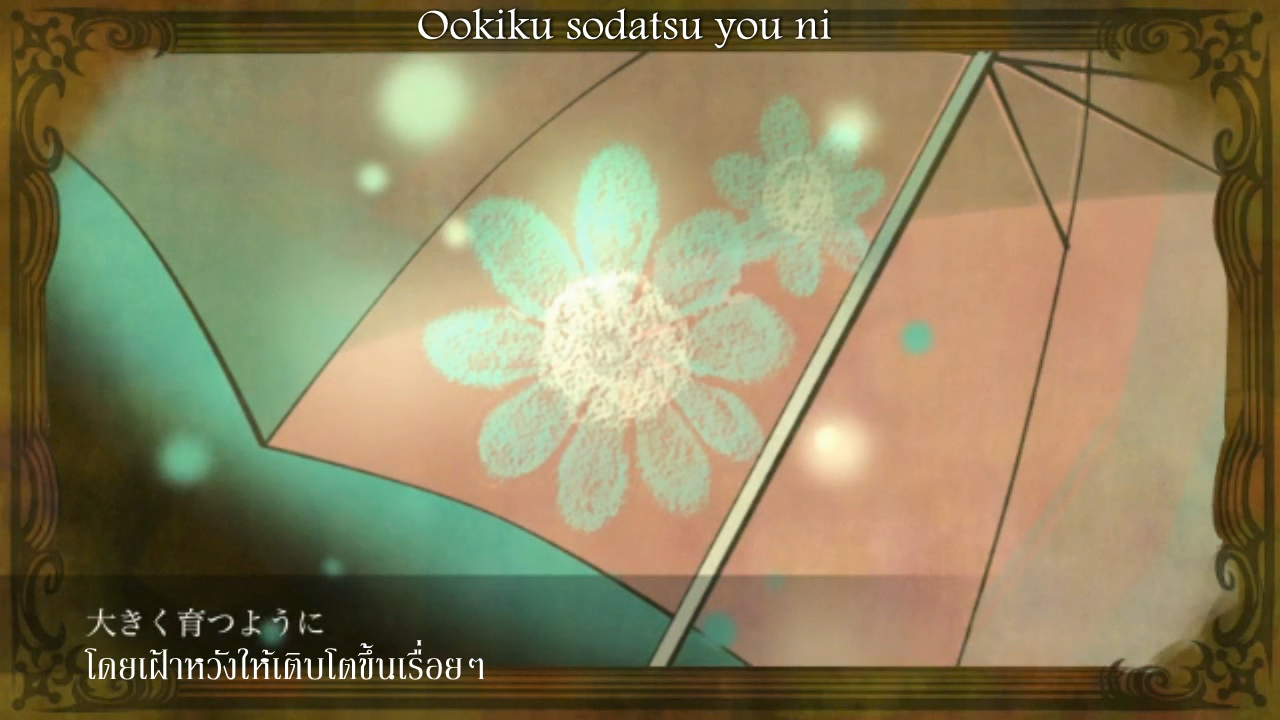 Ookiku sodatsu you ni
大きく育つように
โดยเฝ้าหวังให้เติบโตขึ้นเรื่อยๆ